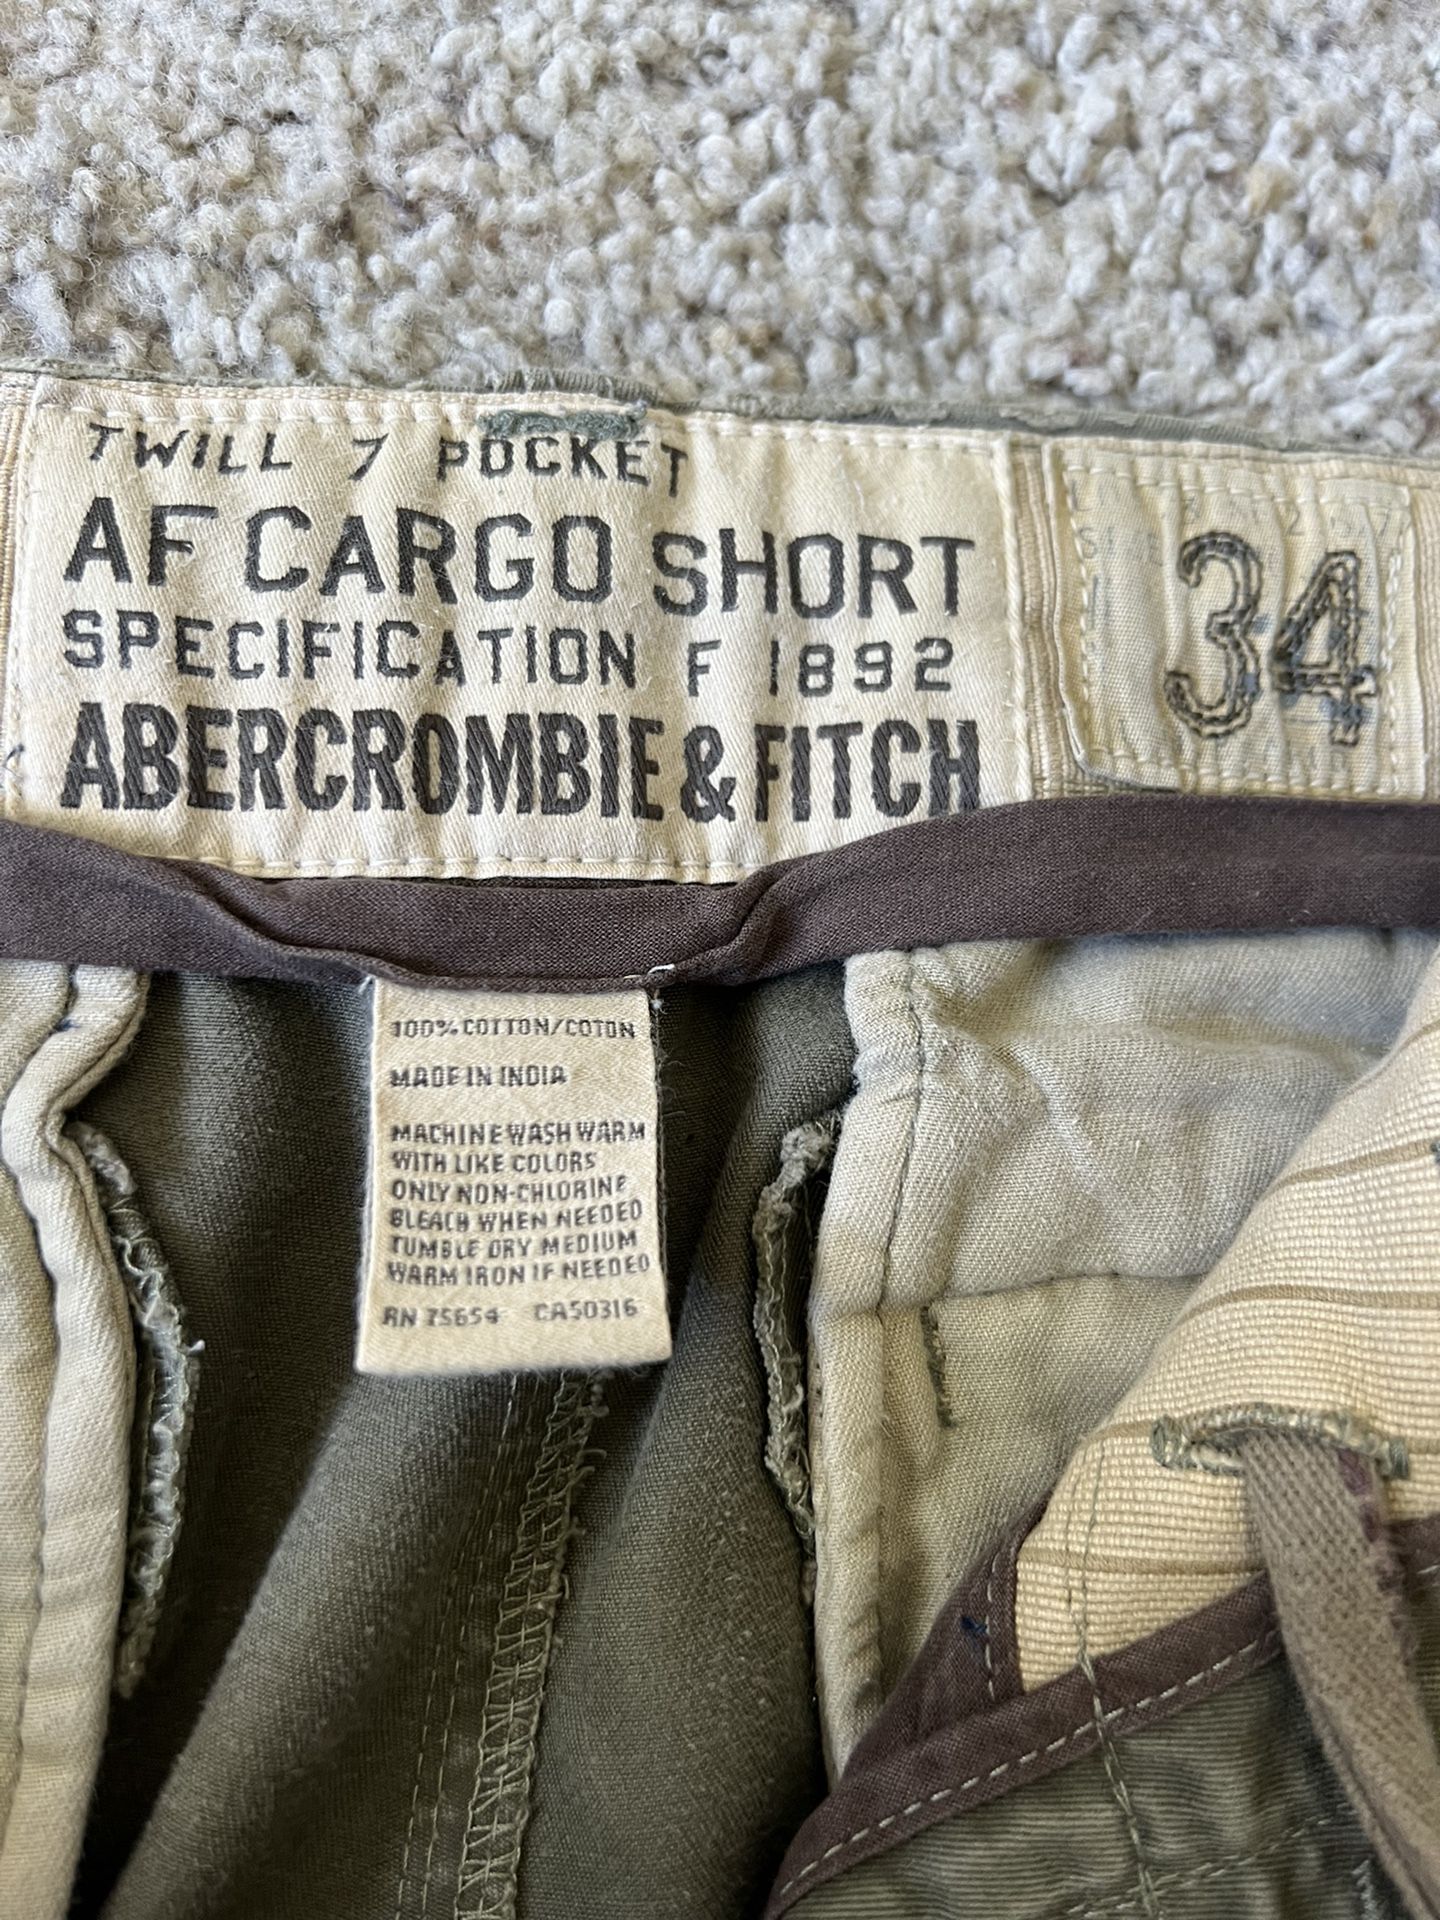 TWILL 7 POCKET
AF CARGO SHORT
SPECIFICATION F 1892
ABERCROMBIE & FITCH
34
100% COTTON/COTON
MADE IN INDIA
MACHINE WASH WARM
WITH LIKE COLORS
ONLY NON-CHLORINE
BLEACH WHEN NEEDED
TUMBLE DRY MEDIUM
WARM IRON IF NEEDED
RN 75654 CA50316